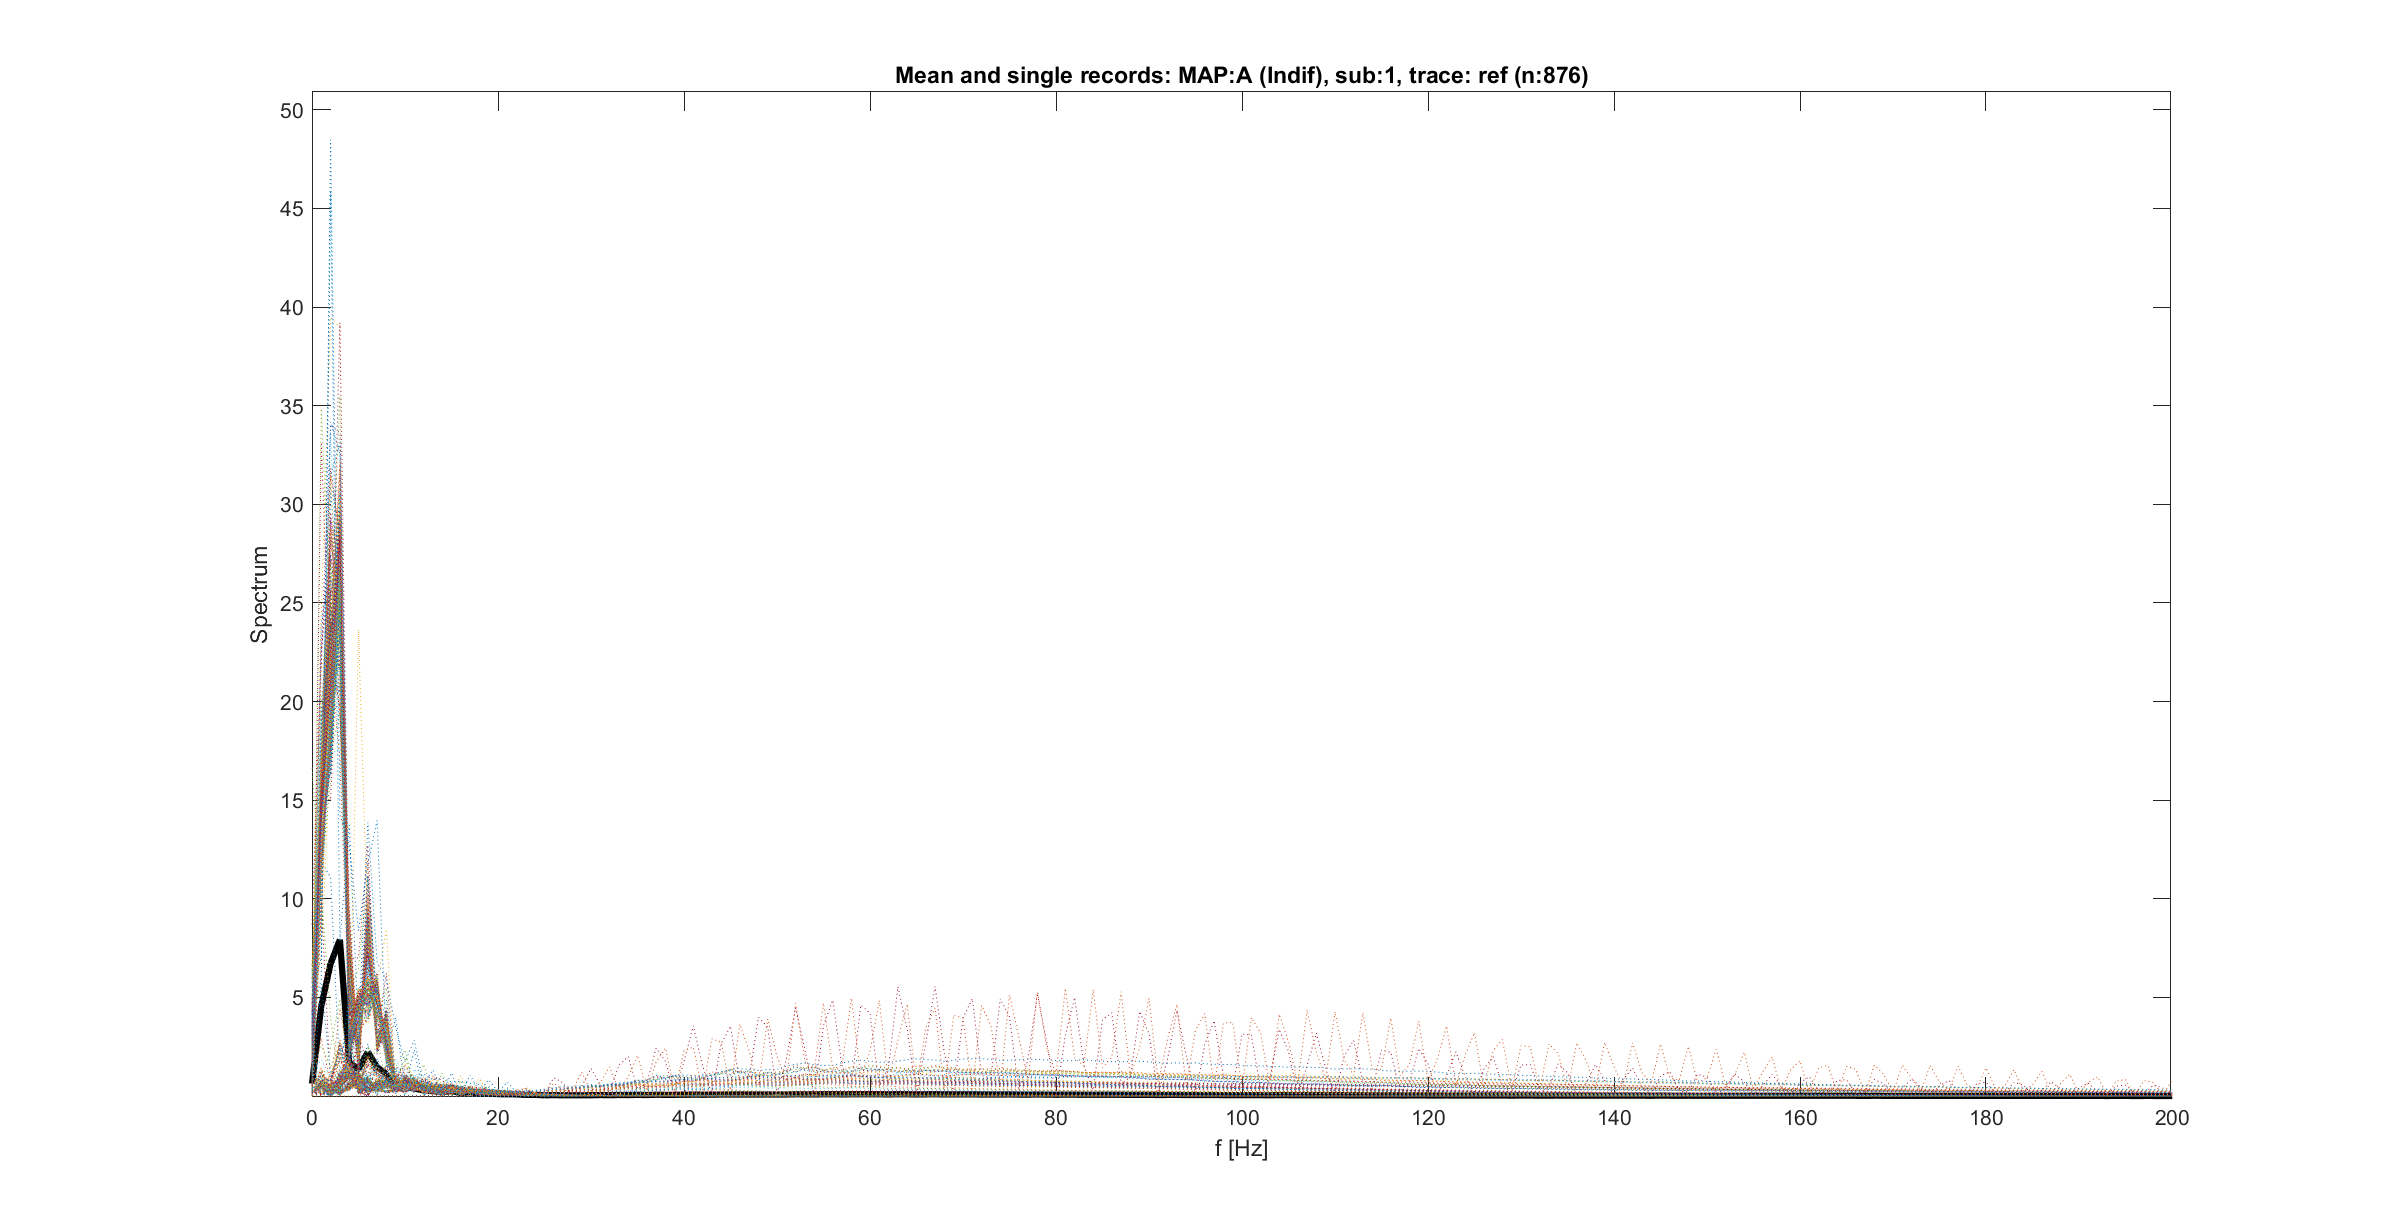 Mean and single records: MAP:A (Indif), sub:1, trace: ref (n:876)
50
45
40
35
30
25
20
15
10
5
Spectrum
0 20 40 60 80 100 120 140 160 180 200
f [Hz]